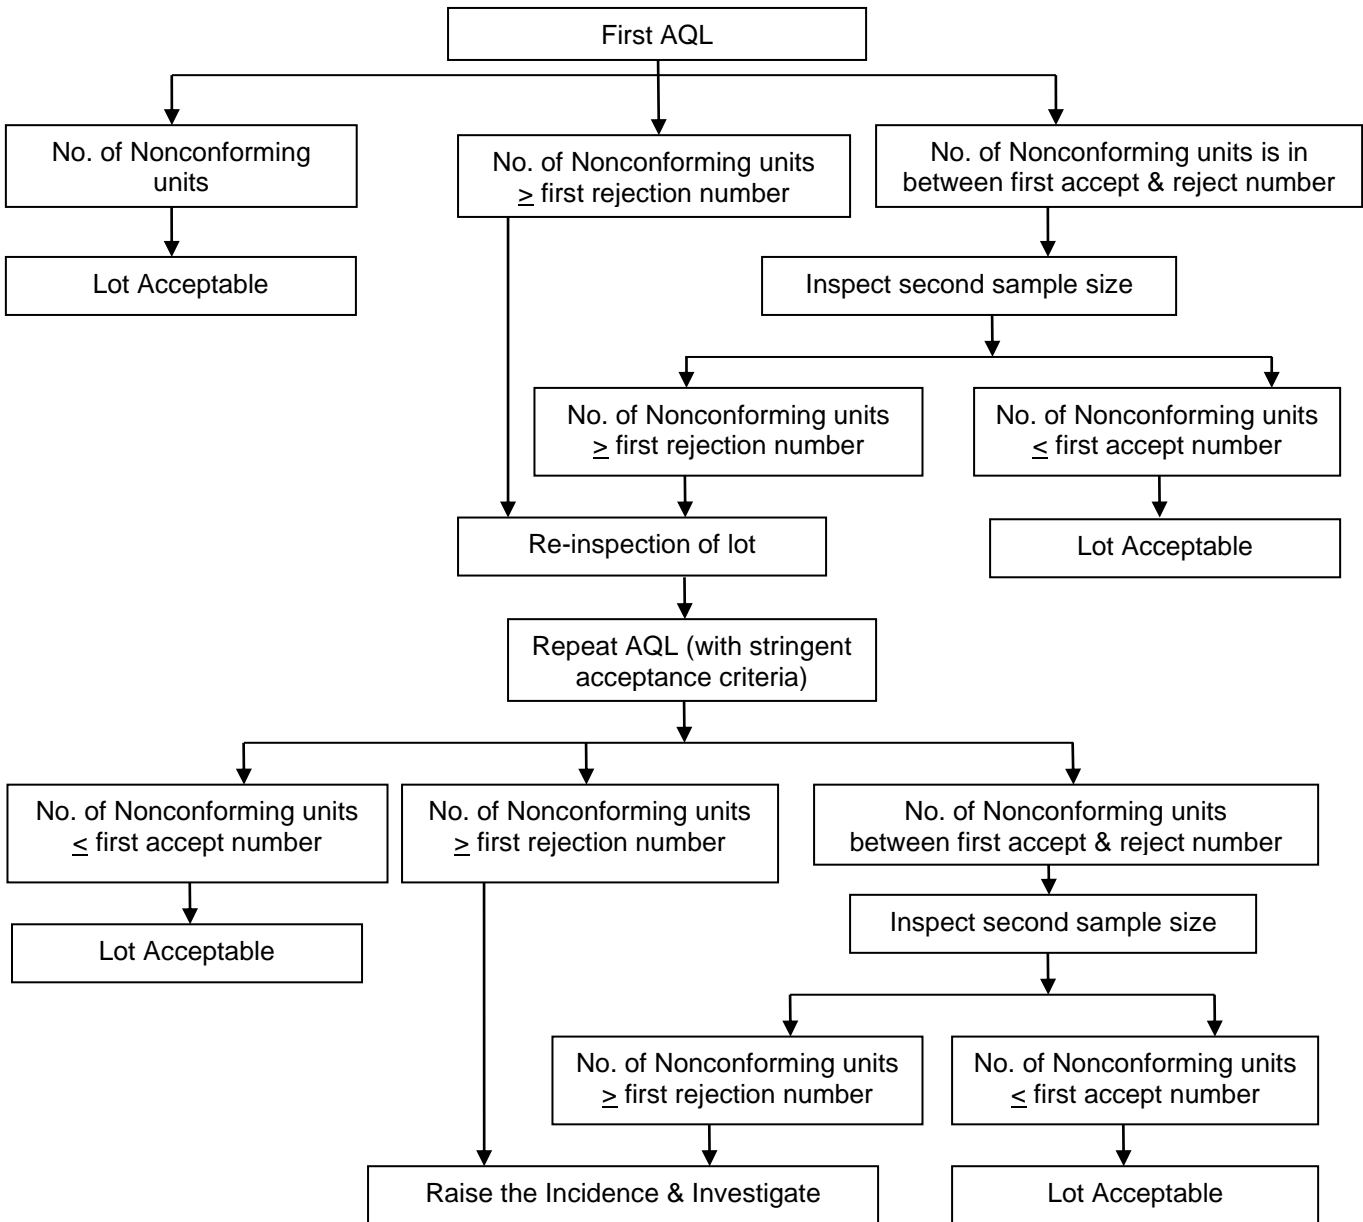 First AQL
No. of Nonconforming
units
No. of Nonconforming units
≥ first rejection number
No. of Nonconforming units is in
between first accept & reject number
Lot Acceptable
Inspect second sample size
No. of Nonconforming units
≥ first rejection number
No. of Nonconforming units
≤ first accept number
Re-inspection of lot
Lot Acceptable
Repeat AQL (with stringent
acceptance criteria)
No. of Nonconforming units
≤ first accept number
No. of Nonconforming units
≥ first rejection number
No. of Nonconforming units
between first accept & reject number
Lot Acceptable
Inspect second sample size
No. of Nonconforming units
≥ first rejection number
No. of Nonconforming units
≤ first accept number
Raise the Incidence & Investigate
Lot Acceptable